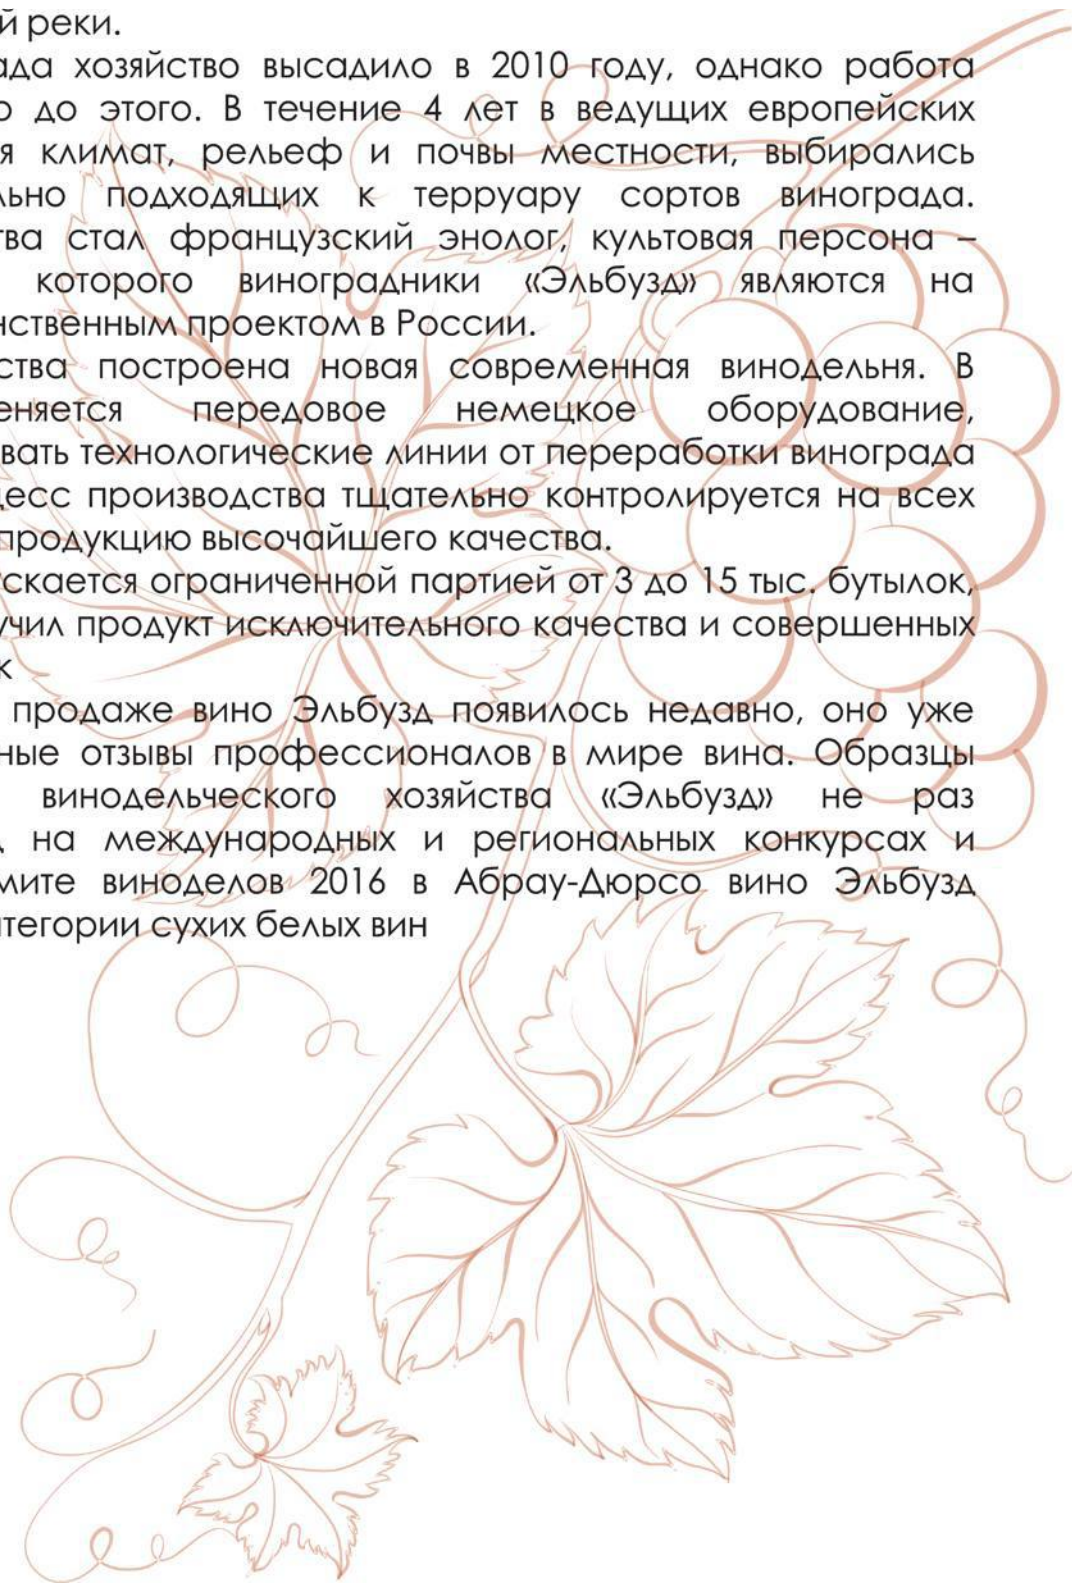 й реки.
ада хозяйство высадило в 2010 году, однако работа
о до этого. В течение 4 лет в ведущих европейских
я климат, рельеф и почвы местности, выбирались
льно подходящих к терруару сортов винограда.
тва стал французский энолог, культовая персона –
которого виноградники «Эльбузд» являются на
нственным проектом в России.
ства построена новая современная винодельня. В
еняется передовое немецкое оборудование,
вать технологические линии от переработки винограда
цесс производства тщательно контролируется на всех
продукцию высочайшего качества.
ускается ограниченной партией от 3 до 15 тыс. бутылок,
учил продукт исключительного качества и совершенных
к
продаже вино Эльбузд появилось недавно, оно уже
ные отзывы профессионалов в мире вина. Образцы
винодельческого хозяйства «Эльбузд» не раз
на международных и региональных конкурсах и
мите виноделов 2016 в Абрау-Дюрсо вино Эльбузд
тегории сухих белых вин